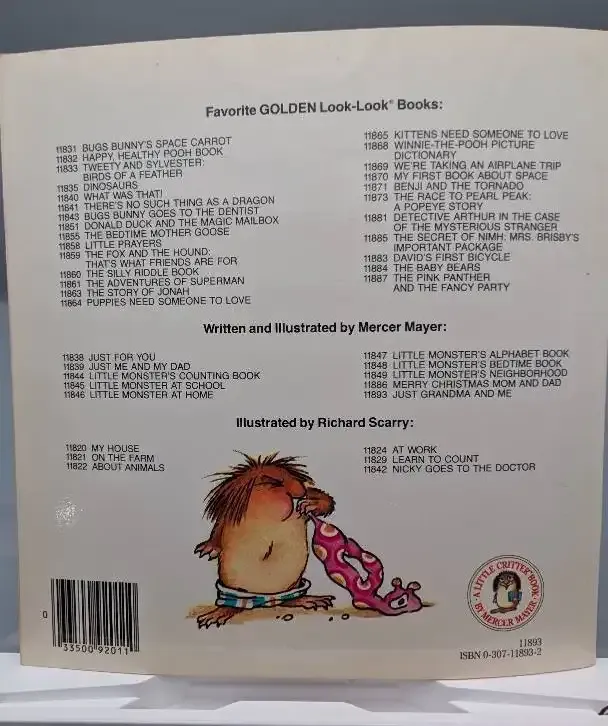 Favorite GOLDEN Look-Look® Books:
11831 BUGS BUNNY'S SPACE CARROT
11832 HAPPY, HEALTHY POOH BOOK
11833 TWEETY AND SYLVESTER:
BIRDS OF A FEATHER
11835 DINOSAURS
11840 WHAT WAS THAT!
11841 THERE'S NO SUCH THING AS A DRAGON
11843 BUGS BUNNY GOES TO THE DENTIST
11851 DONALD DUCK AND THE MAGIC MAILBOX
11855 THE BEDTIME MOTHER GOOSE
11858 LITTLE PRAYERS
11859 THE FOX AND THE HOUND:
THAT'S WHAT FRIENDS ARE FOR
11860 THE SILLY RIDDLE BOOK
11861 THE ADVENTURES OF SUPERMAN
11863 THE STORY OF JONAH
11864 PUPPIES NEED SOMEONE TO LOVE
11865 KITTENS NEED SOMEONE TO LOVE
11868 WINNIE-THE-POOH PICTURE
DICTIONARY
11869 WE'RE TAKING AN AIRPLANE TRIP
11870 MY FIRST BOOK ABOUT SPACE
11871 BENJI AND THE TORNADO
11873 THE RACE TO PEARL PEAK:
A POPEYE STORY
11881 DETECTIVE ARTHUR IN THE CASE
OF THE MYSTERIOUS STRANGER
11885 THE SECRET OF NIMH: MRS. BRISBY'S
IMPORTANT PACKAGE
11883 DAVID'S FIRST BICYCLE
11884 THE BABY BEARS
11887 THE PINK PANTHER
AND THE FANCY PARTY
Written and Illustrated by Mercer Mayer:
11838 JUST FOR YOU
11839 JUST ME AND MY DAD
11844 LITTLE MONSTER'S COUNTING BOOK
11845 LITTLE MONSTER AT SCHOOL
11846 LITTLE MONSTER AT HOME
11847 LITTLE MONSTER'S ALPHABET BOOK
11848 LITTLE MONSTER'S BEDTIME BOOK
11849 LITTLE MONSTER'S NEIGHBORHOOD
11886 MERRY CHRISTMAS MOM AND DAD
11893 JUST GRANDMA AND ME
Illustrated by Richard Scarry:
11820 MY HOUSE
11821 ON THE FARM
11822 ABOUT ANIMALS
11824 AT WORK
11829 LEARN TO COUNT
11842 NICKY GOES TO THE DOCTOR
A LITTLE CRITTER® BOOK
BY MERCER MAYER
0
33500 92011
11893
ISBN 0-307-11893-2